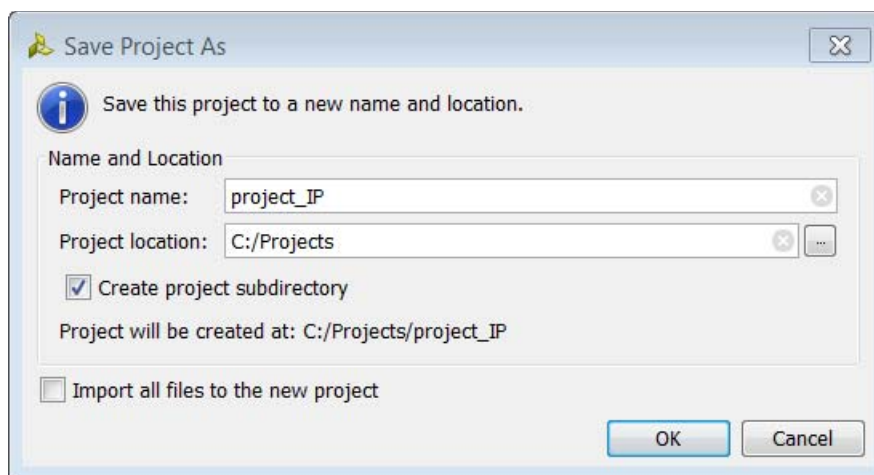 Save Project As
Save this project to a new name and location.
Name and Location
Project name: project_IP
Project location: C:/Projects ...
Create project subdirectory
Project will be created at: C:/Projects/project_IP
Import all files to the new project
OK Cancel